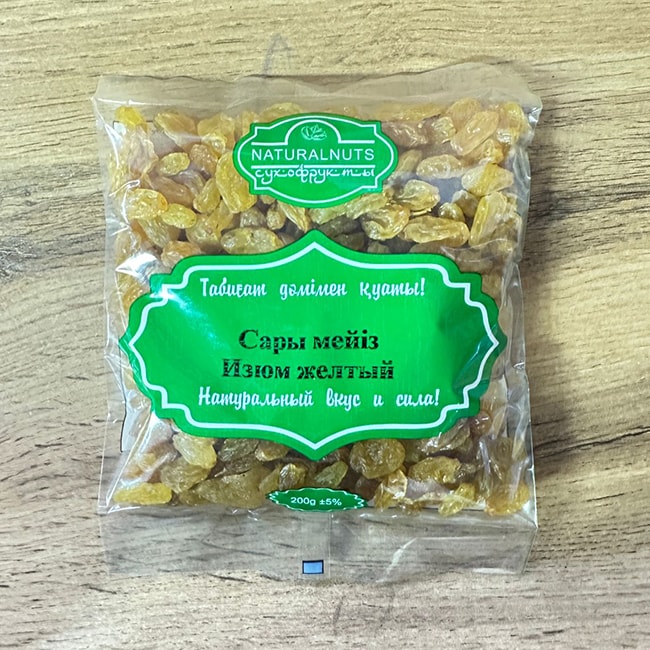 NATURALNUTS
сухофрукты
Табиғат дәмімен қуаты!
Сары мейіз
Изюм желтый
Натуральный вкус и сила!
200g ±5%